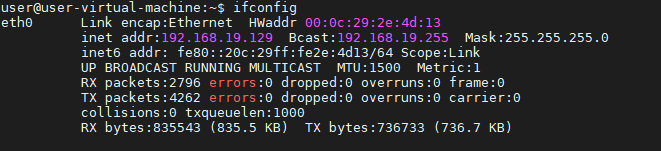 user@user-virtual-machine:~$ ifconfig
eth0      Link encap:Ethernet  HWaddr 00:0c:29:2e:4d:13
          inet addr:192.168.19.129  Bcast:192.168.19.255  Mask:255.255.255.0
          inet6 addr: fe80::20c:29ff:fe2e:4d13/64 Scope:Link
          UP BROADCAST RUNNING MULTICAST  MTU:1500  Metric:1
          RX packets:2796 errors:0 dropped:0 overruns:0 frame:0
          TX packets:4262 errors:0 dropped:0 overruns:0 carrier:0
          collisions:0 txqueuelen:1000
          RX bytes:835543 (835.5 KB)  TX bytes:736733 (736.7 KB)